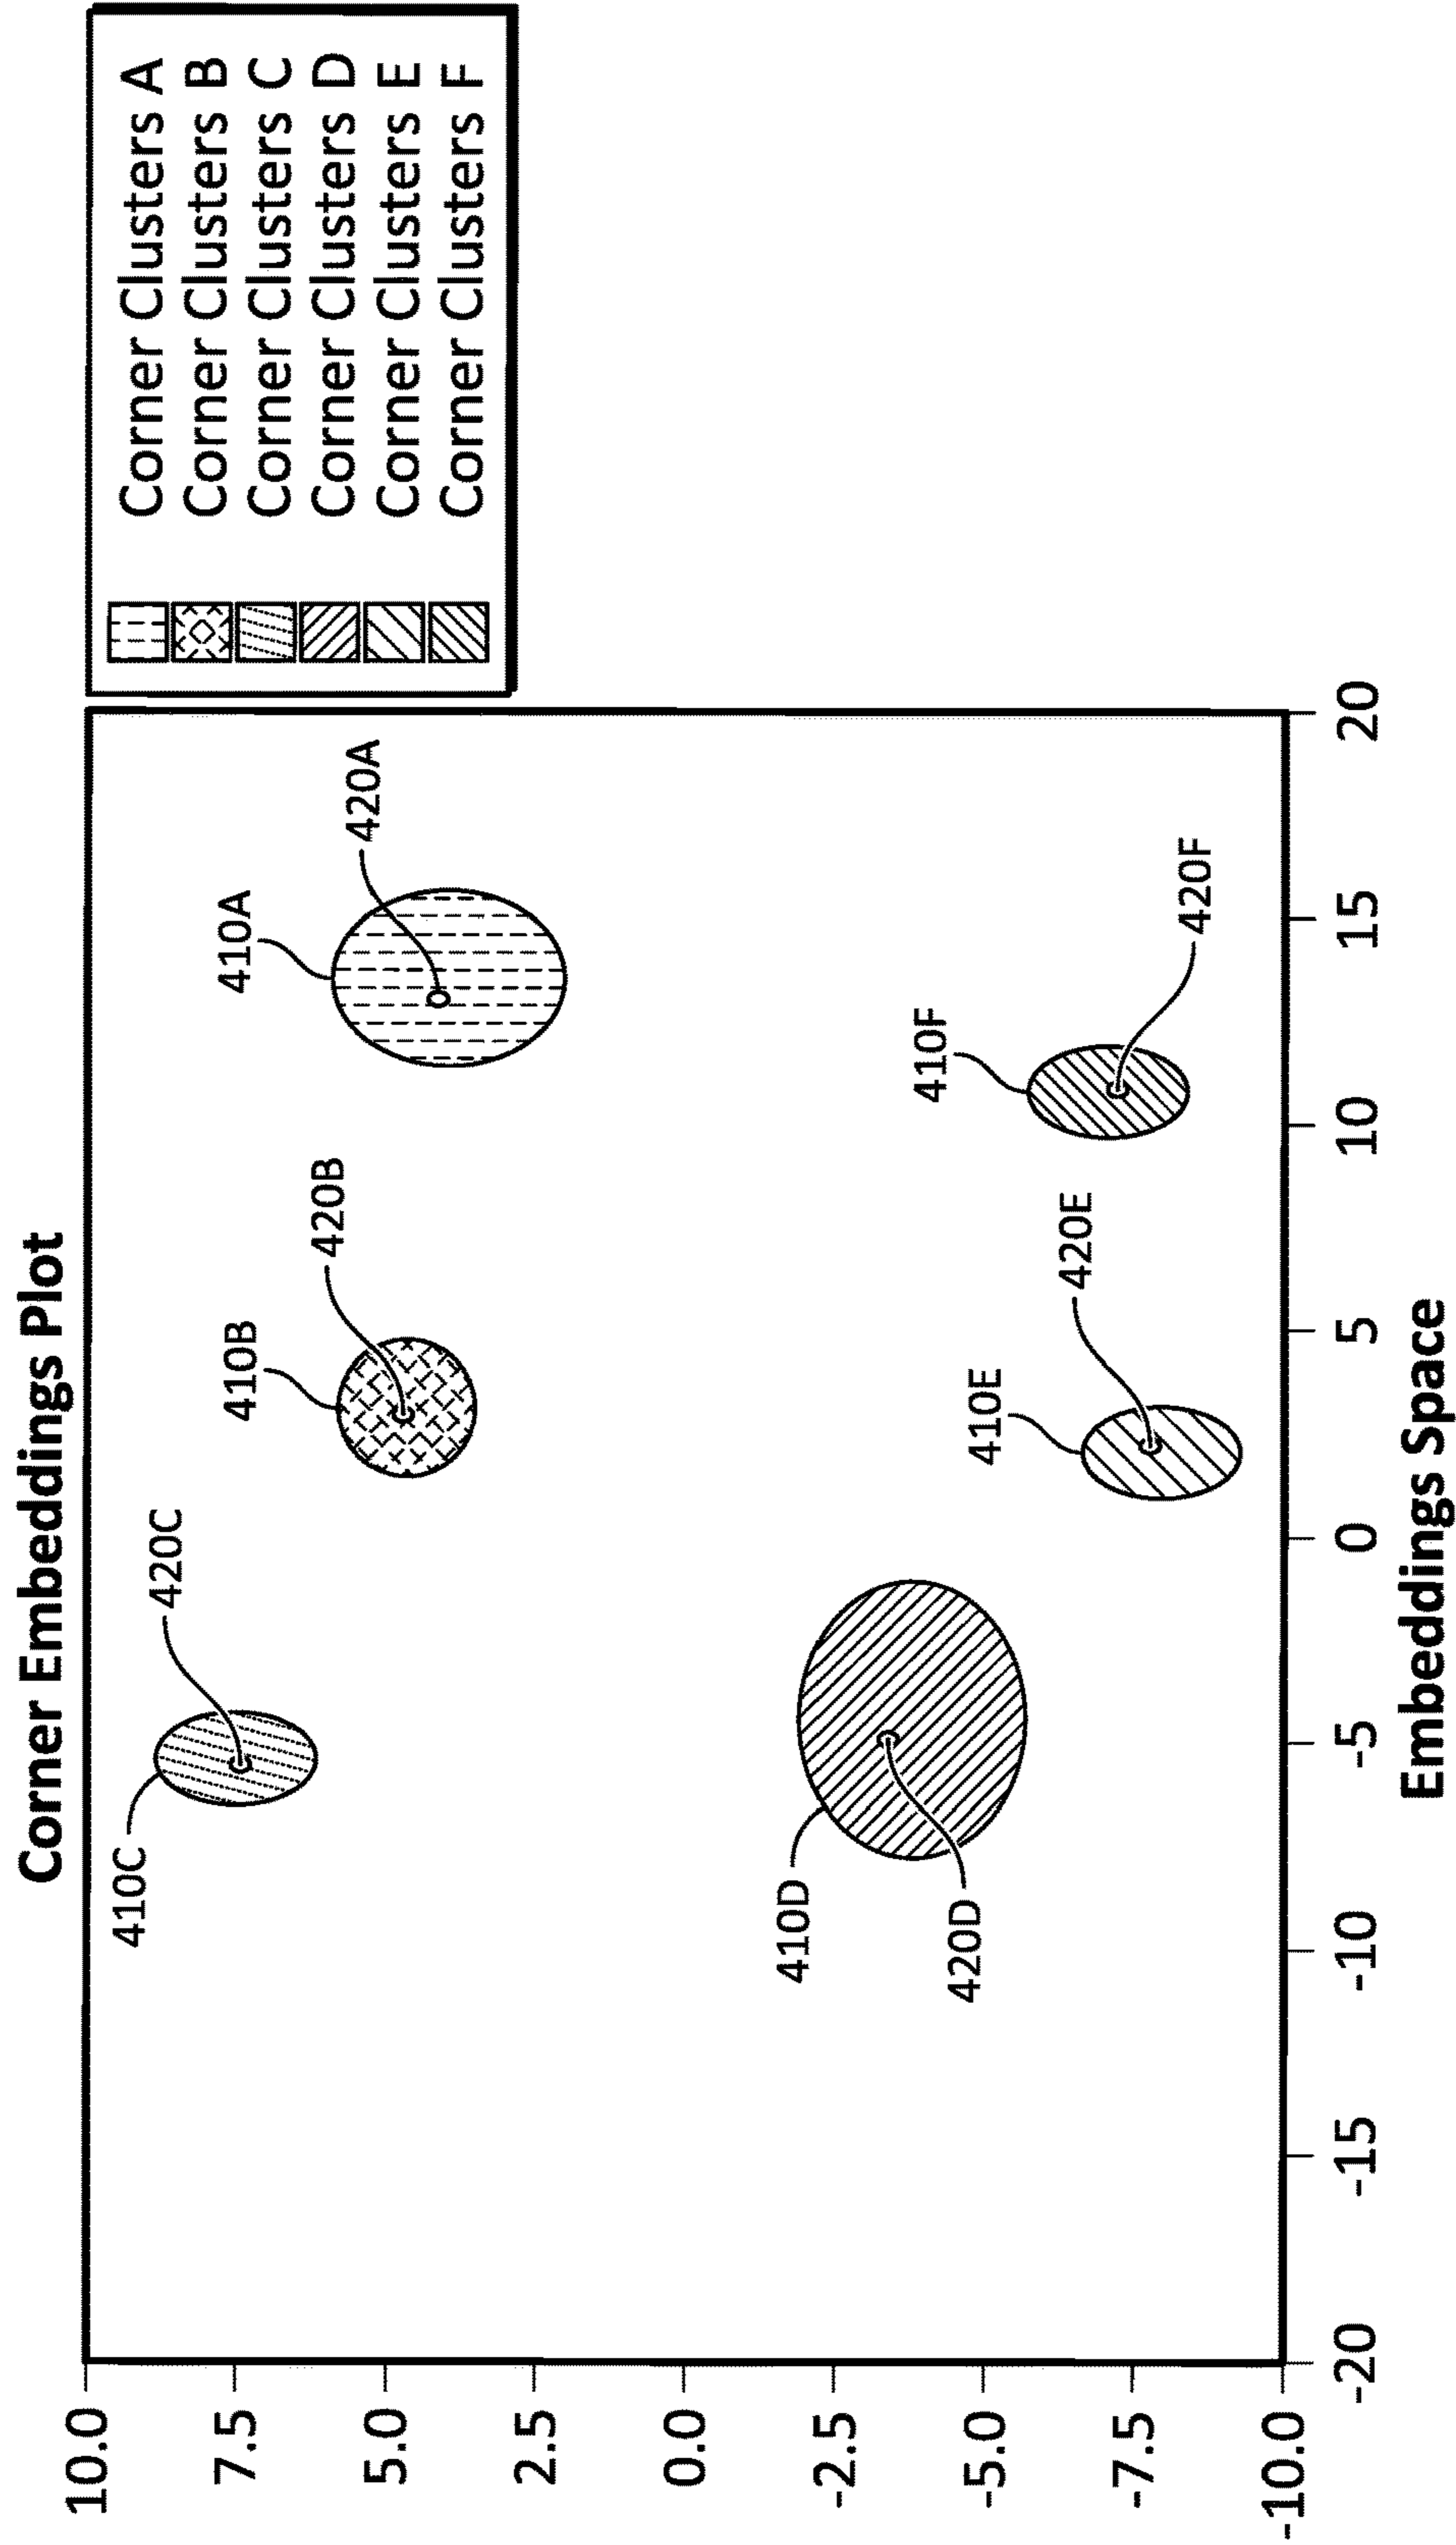 Corner Embeddings Plot
10.0
7.5
5.0
2.5
0.0
-2.5
-5.0
-7.5
-10.0
-20
-15
-10
-5
0
5
10
15
20
Embeddings Space
410C
420C
410B
420B
410A
420A
410D
420D
410E
420E
410F
420F
Corner Clusters A
Corner Clusters B
Corner Clusters C
Corner Clusters D
Corner Clusters E
Corner Clusters F